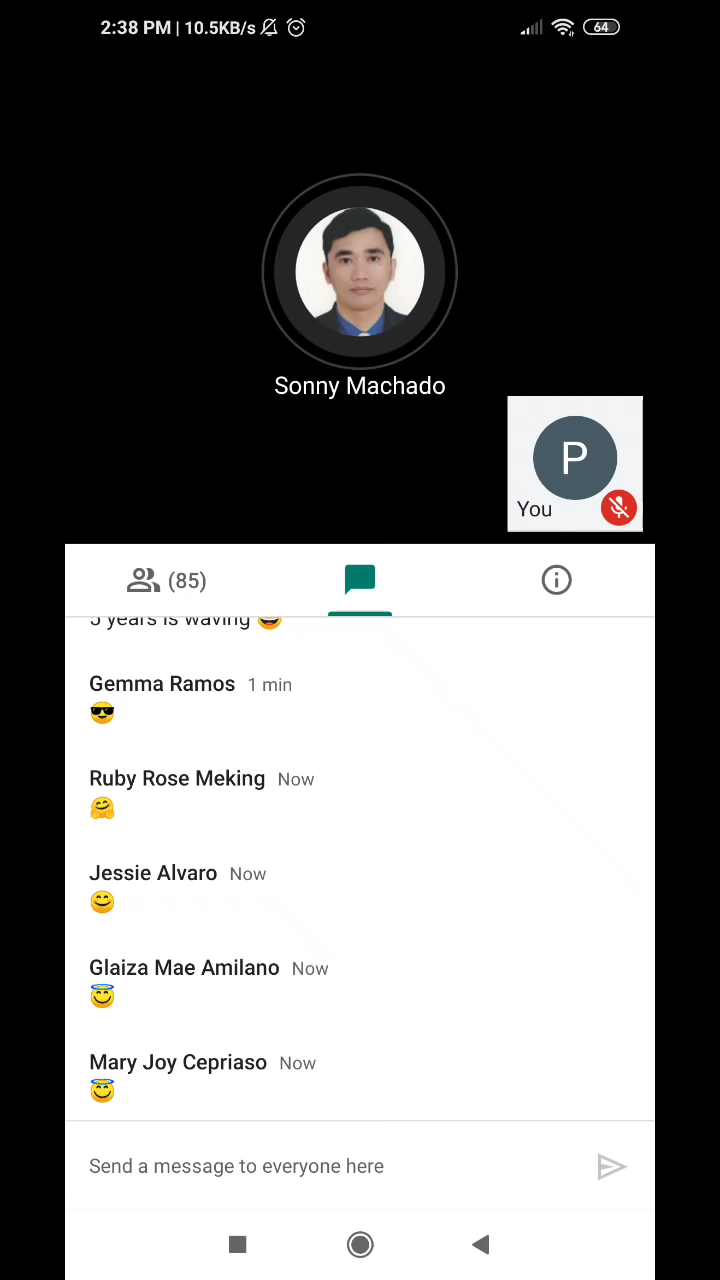 2:38 PM | 10.5KB/s 64
Sonny Machado
P
You
(85)
5 years is waving 😄
Gemma Ramos 1 min
😎
Ruby Rose Meking Now
🤗
Jessie Alvaro Now
😊
Glaiza Mae Amilano Now
😇
Mary Joy Cepriaso Now
😇
Send a message to everyone here